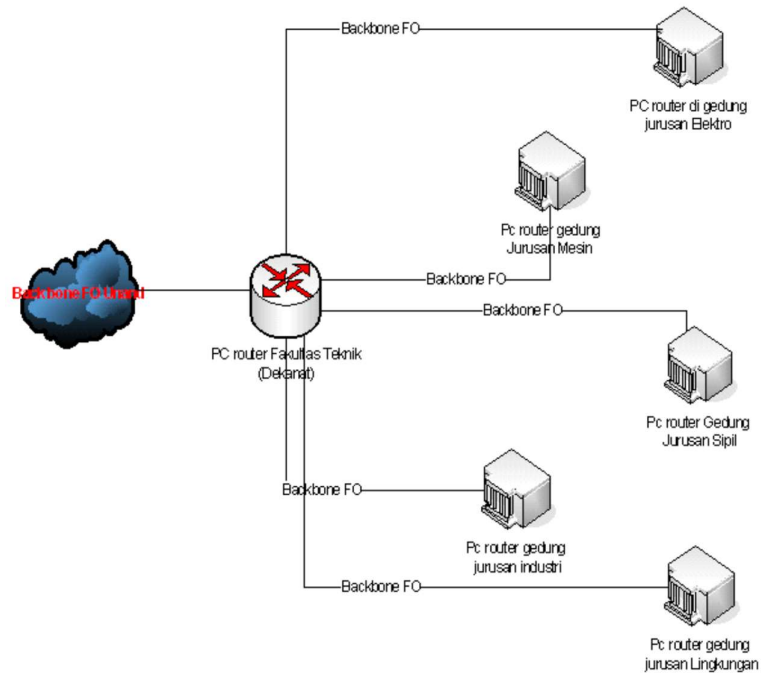 Backbone FO
PC router di gedung
jurusan Elektro
Pc router gedung
Jurusan Mesin
Backbone FO
Backbone FO Unand
Backbone FO
PC router Fakultas Teknik
(Dekanat)
Pc router Gedung
Jurusan Sipil
Backbone FO
Pc router gedung
jurusan industri
Backbone FO
Pc router gedung
jurusan Lingkungan